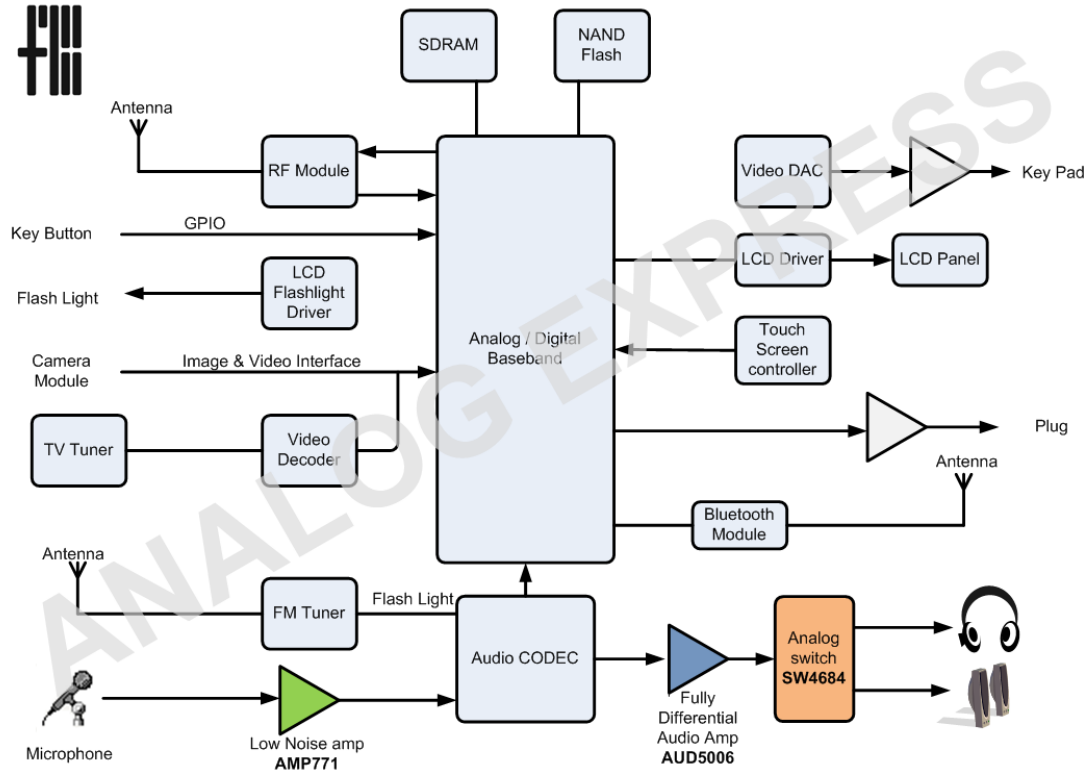 SDRAM
NAND
Flash
Antenna
RF Module
Video DAC
Key Pad
Key Button
GPIO
LCD Driver
LCD Panel
Flash Light
LCD
Flashlight
Driver
Analog / Digital
Baseband
Touch
Screen
controller
Camera
Module
Image & Video Interface
TV Tuner
Video
Decoder
Plug
Antenna
Bluetooth
Module
Antenna
FM Tuner
Flash Light
Audio CODEC
Analog
switch
SW4684
Microphone
Low Noise amp
AMP771
Fully
Differential
Audio Amp
AUD5006
ANALOG EXPRESS